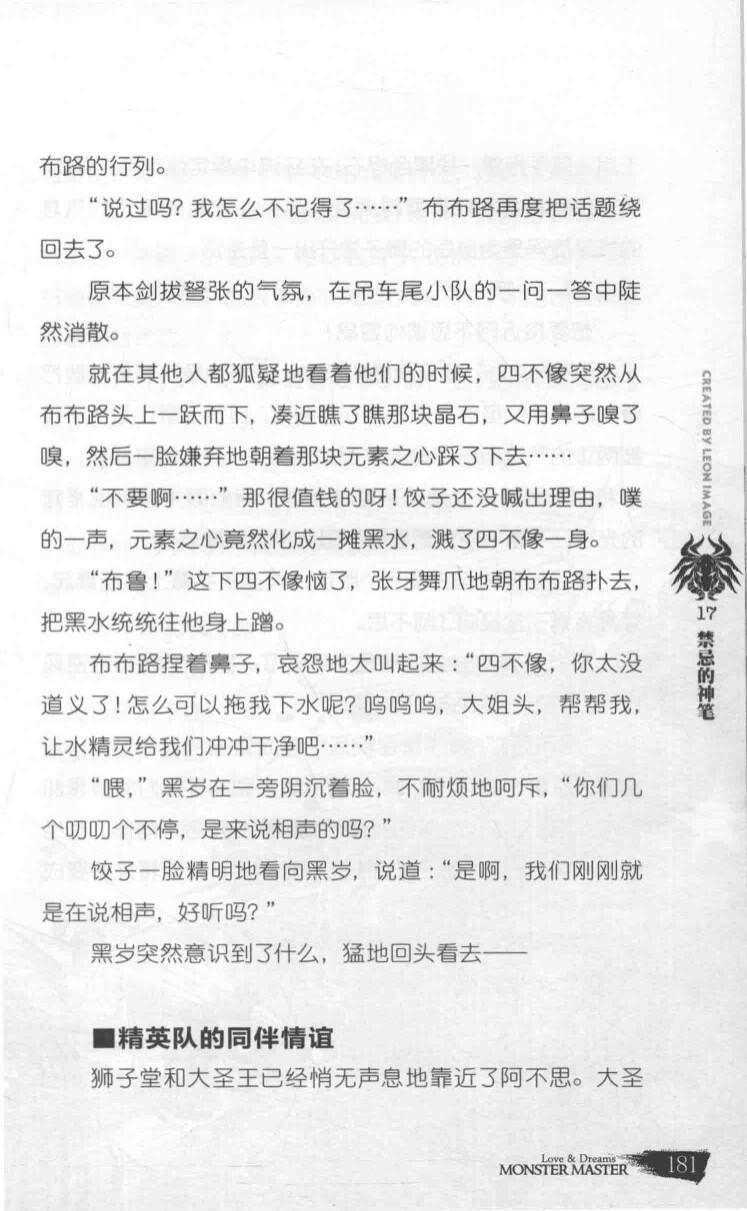 布路的行列。
“说过吗？我怎么不记得了……”布布路再度把话题绕
回去了。
原本剑拔弩张的气氛，在吊车尾小队的一问一答中陡
然消散。
就在其他人都狐疑地看着他们的时候，四不像突然从
布布路头上一跃而下，凑近瞧了瞧那块晶石，又用鼻子嗅了
嗅，然后一脸嫌弃地朝着那块元素之心踩了下去……
“不要啊……”那很值钱的呀！饺子还没喊出理由，噗
的一声，元素之心竟然化成一摊黑水，溅了四不像一身。
“布鲁！”这下四不像恼了，张牙舞爪地朝布布路扑去，
把黑水统统往他身上蹭。
布布路捏着鼻子，哀怨地大叫起来：“四不像，你太没
道义了！怎么可以拖我下水呢？呜呜呜，大姐头，帮帮我，
让水精灵给我们冲冲干净吧……”
“喂，”黑岁在一旁阴沉着脸，不耐烦地呵斥，“你们几
个叨叨个不停，是来说相声的吗？”
饺子一脸精明地看向黑岁，说道：“是啊，我们刚刚就
是在说相声，好听吗？”
黑岁突然意识到了什么，猛地回头看去——
■精英队的同伴情谊
狮子堂和大圣王已经悄无声息地靠近了阿不思。大圣
CREATED BY LEON IMAGE
17 禁忌的神笔
Love & Dreams
MONSTER MASTER 181